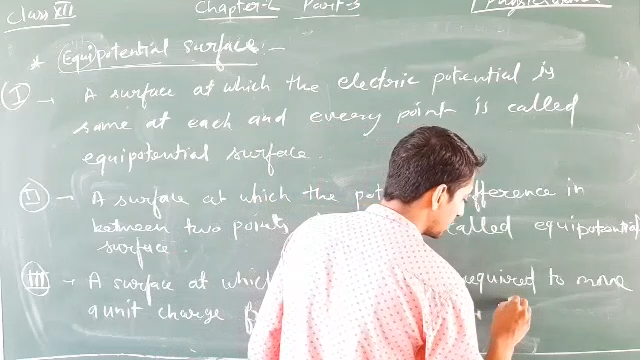 Class XII Chapter-2 Part-3
* Equipotential surface:-
I → A surface at which the electric potential is
same at each and every point is called
equipotential surface.
II → A surface at which the
between two points called equipotential
surface.
III → A surface at which required to move
a unit charge